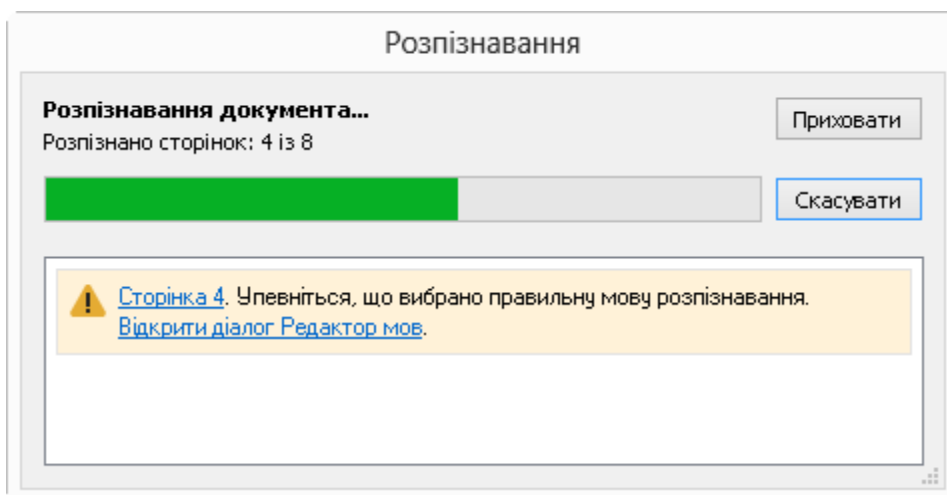 Розпізнавання
Розпізнавання документа...
Розпізнано сторінок: 4 із 8
Приховати
Скасувати
Сторінка 4. Упевніться, що вибрано правильну мову розпізнавання.
Відкрити діалог Редактор мов.